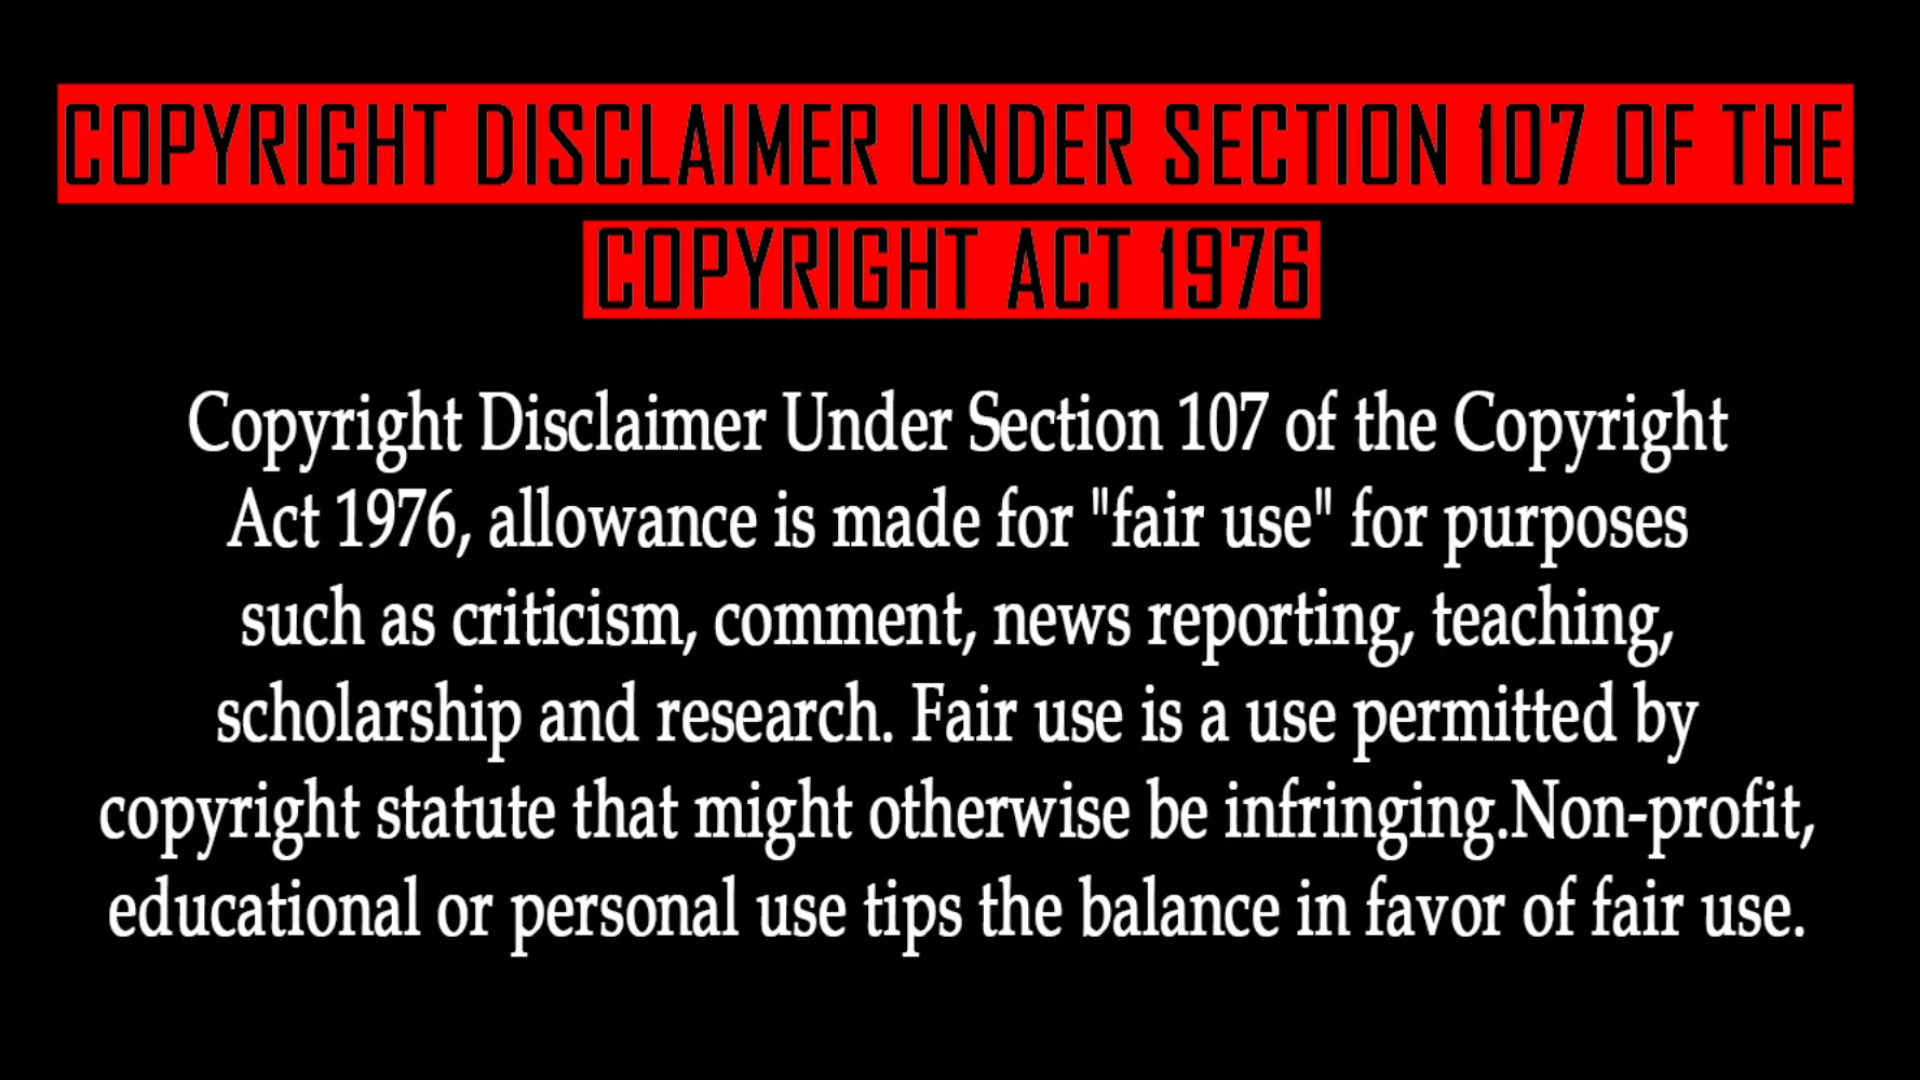 COPYRIGHT DISCLAIMER UNDER SECTION 107 OF THE
COPYRIGHT ACT 1976
Copyright Disclaimer Under Section 107 of the Copyright
Act 1976, allowance is made for "fair use" for purposes
such as criticism, comment, news reporting, teaching,
scholarship and research. Fair use is a use permitted by
copyright statute that might otherwise be infringing.Non-profit,
educational or personal use tips the balance in favor of fair use.